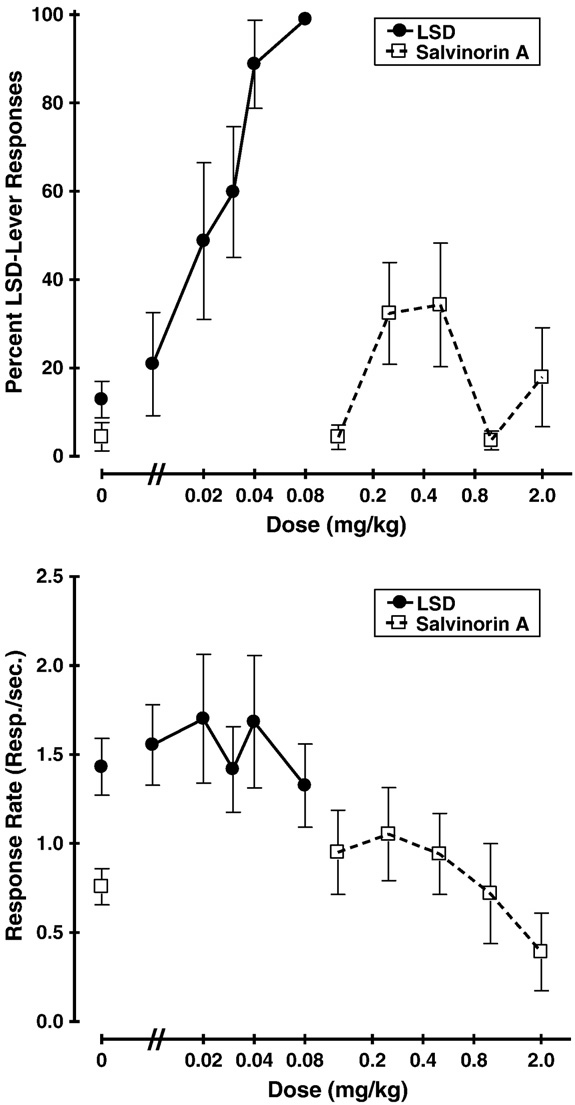 100
80
60
40
20
0
Percent LSD-Lever Responses
LSD
Salvinorin A
0 0.02 0.04 0.08 0.2 0.4 0.8 2.0
Dose (mg/kg)
2.5
2.0
1.5
1.0
0.5
0.0
Response Rate (Resp./sec.)
LSD
Salvinorin A
0 0.02 0.04 0.08 0.2 0.4 0.8 2.0
Dose (mg/kg)